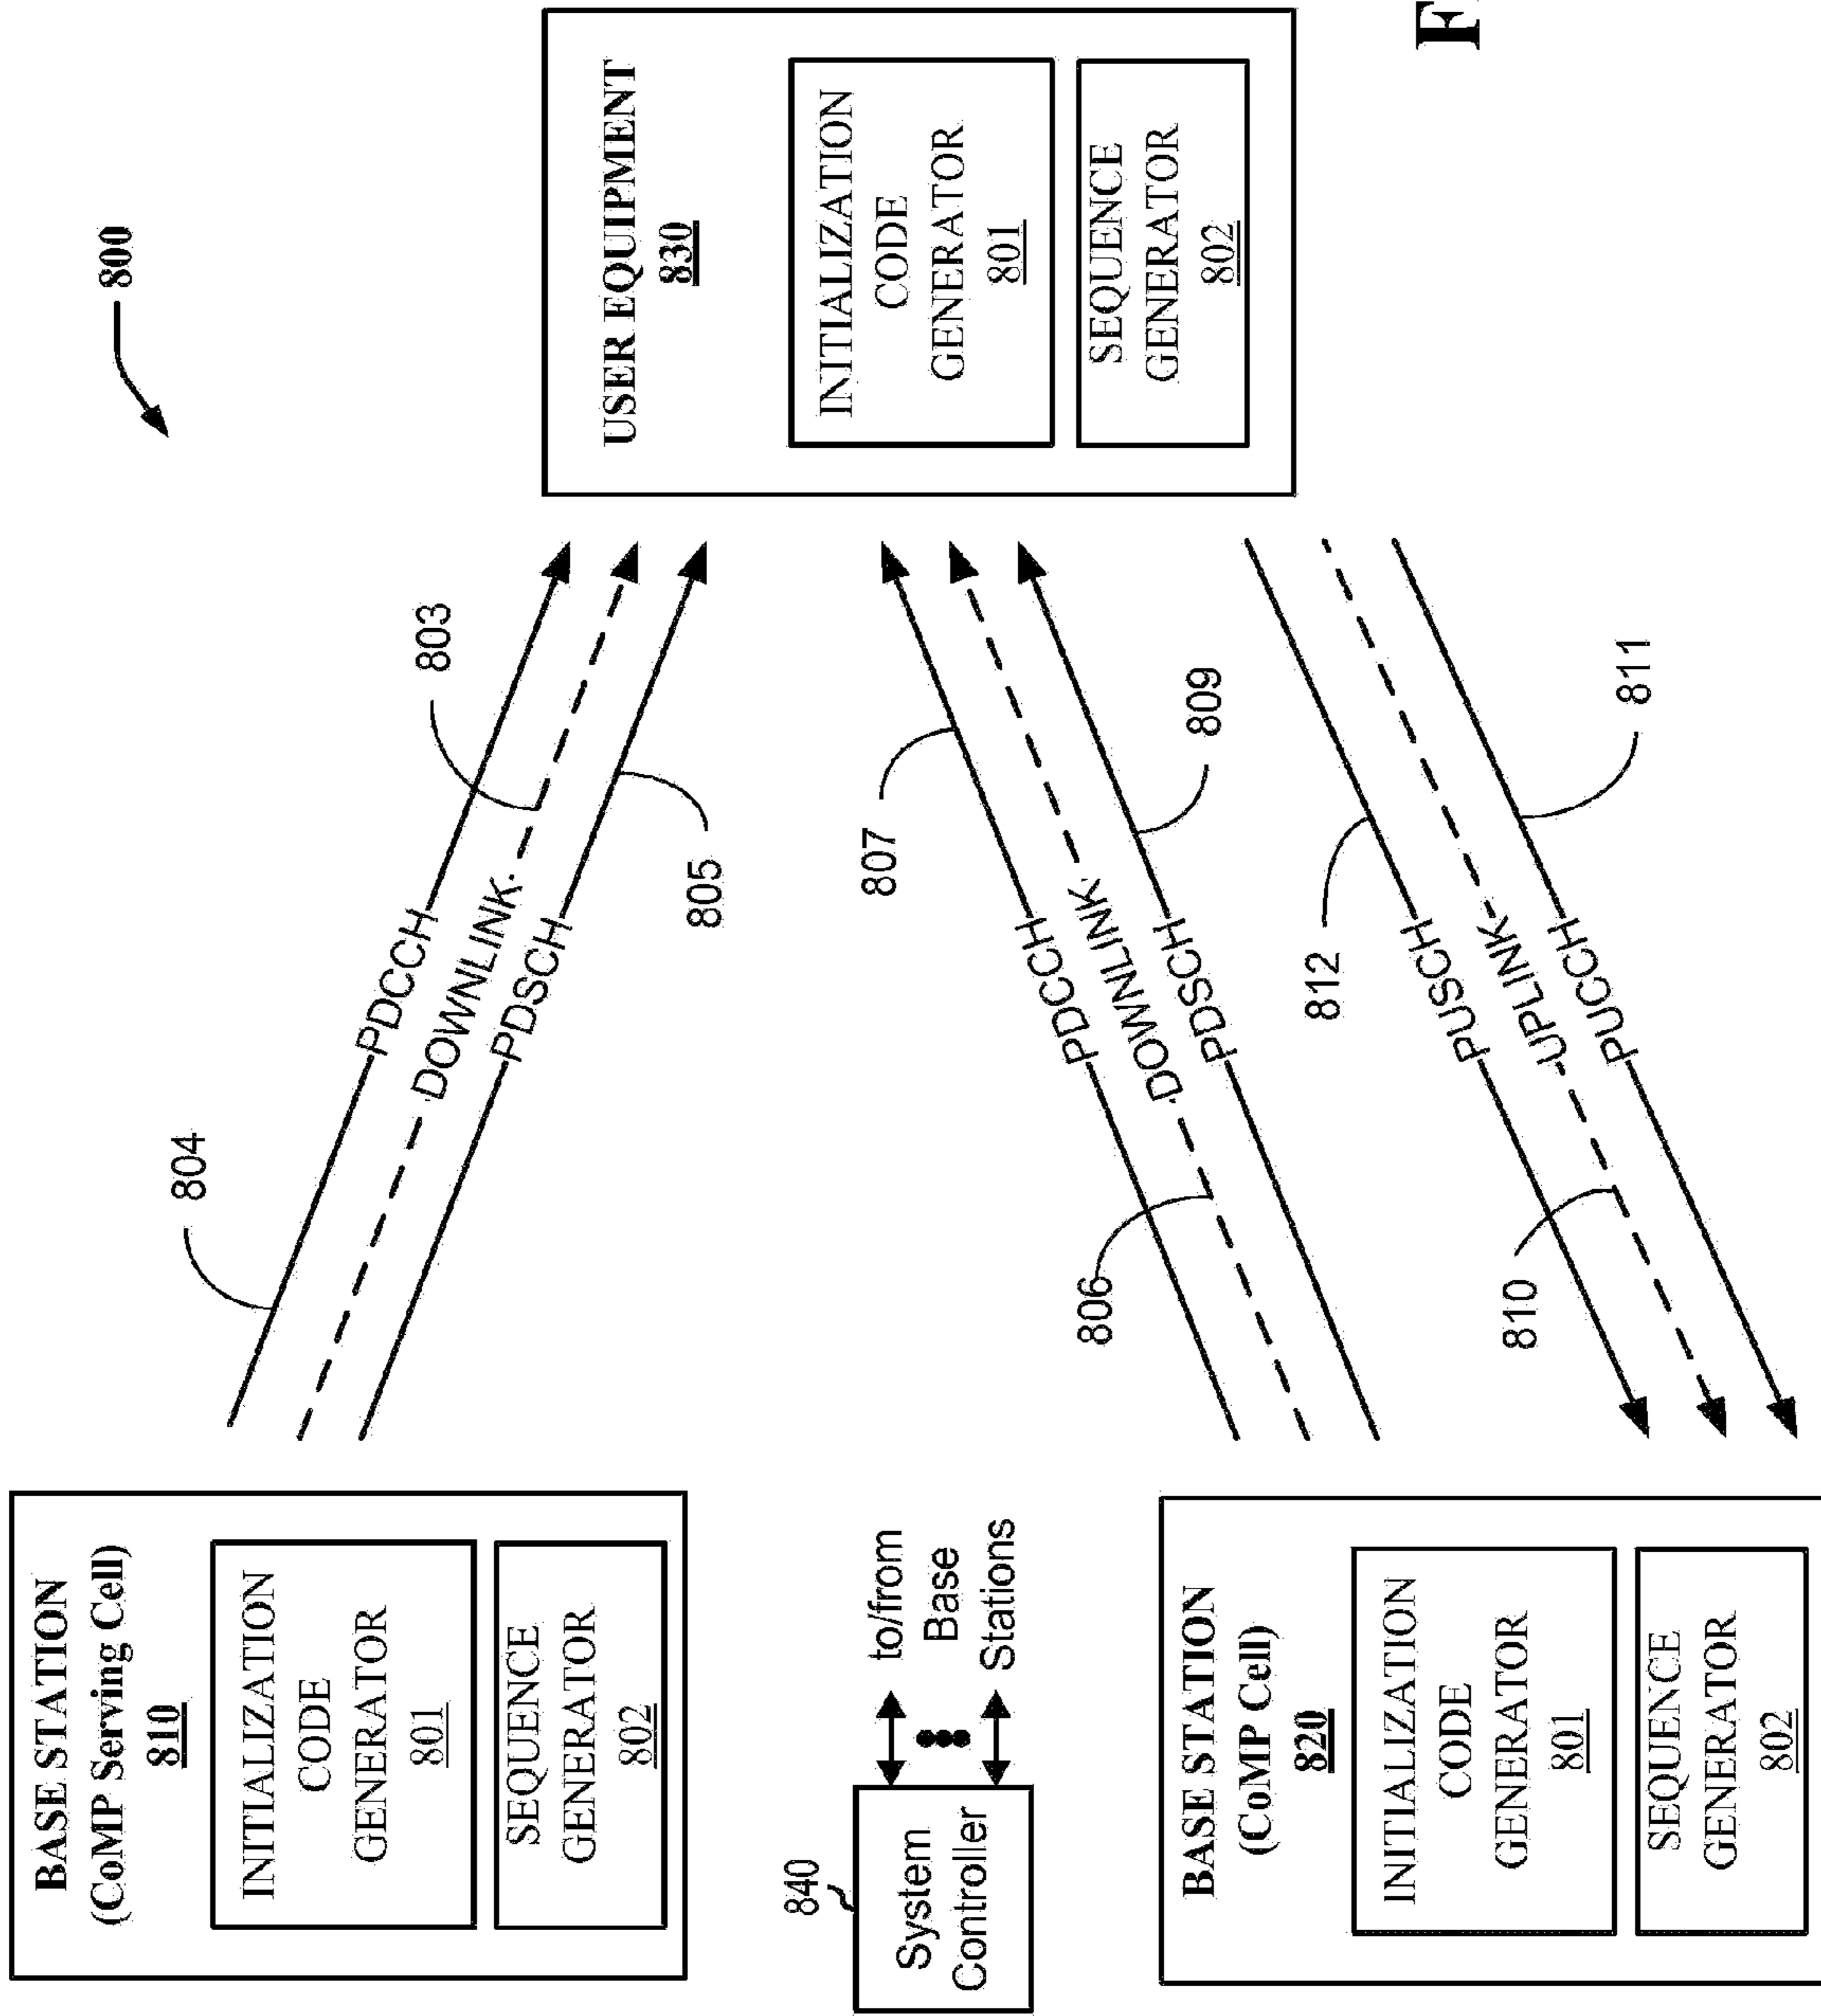 800
BASE STATION
(CoMP Serving Cell)
810
INITIALIZATION
CODE
GENERATOR
801
SEQUENCE
GENERATOR
802
804
PDCCH
DOWNLINK
PDSCH
803
805
USER EQUIPMENT
830
INITIALIZATION
CODE
GENERATOR
801
SEQUENCE
GENERATOR
802
840
System
Controller
to/from
Base
Stations
BASE STATION
(CoMP Cell)
820
INITIALIZATION
CODE
GENERATOR
801
SEQUENCE
GENERATOR
802
806
PDCCH
DOWNLINK
PDSCH
807
809
810
PUSCH
UPLINK
PUCCH
812
811
F